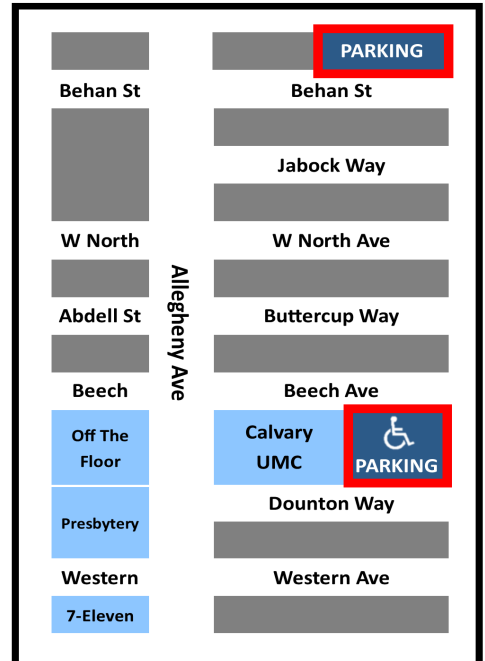 PARKING
Behan St
Behan St
Jabock Way
W North
W North Ave
Allegheny Ave
Abdell St
Buttercup Way
Beech
Beech Ave
Off The
Floor
Calvary
UMC
PARKING
Presbytery
Dounton Way
Western
Western Ave
7-Eleven